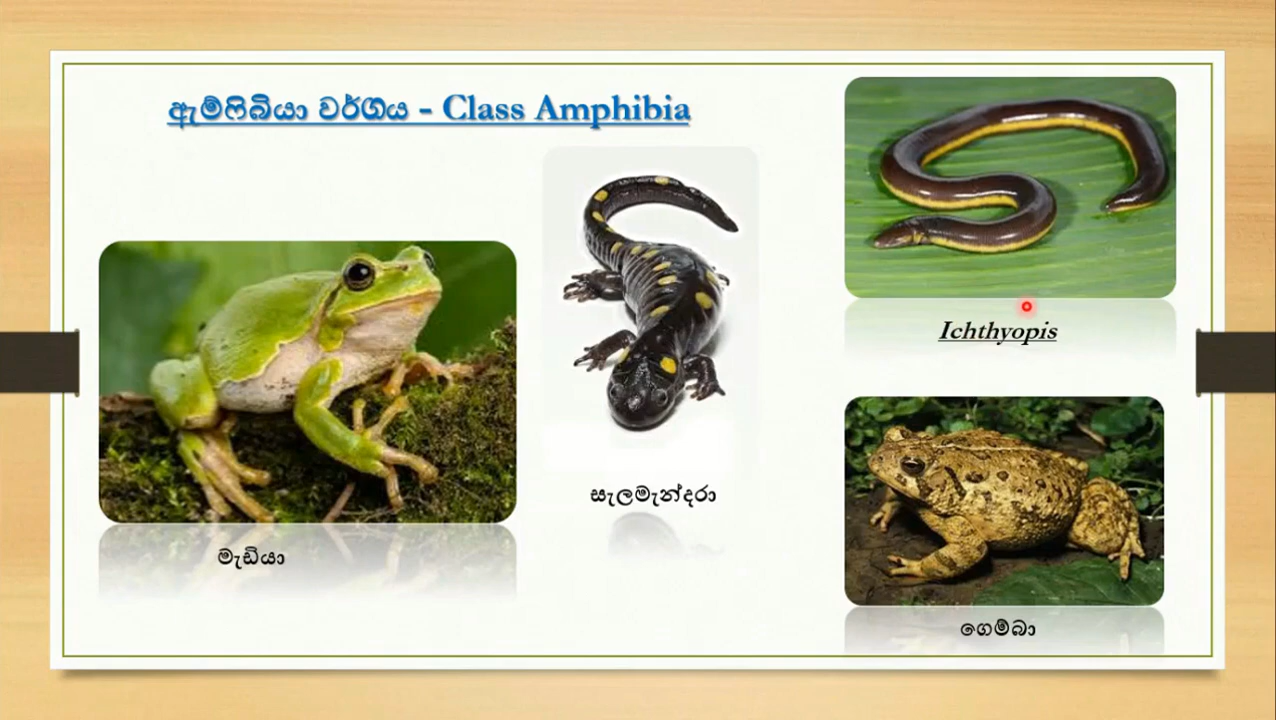 ඇම්ෆිබියා වර්ගය - Class Amphibia
Ichthyopis
සැලමැන්දරා
මැඩියා
ගෙම්බා